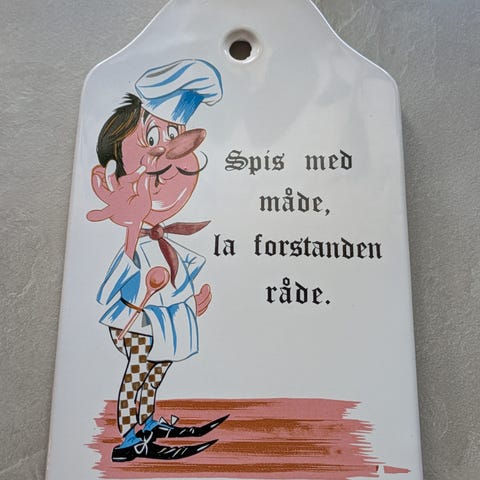 Spis med
måde,
la forstanden
råde.